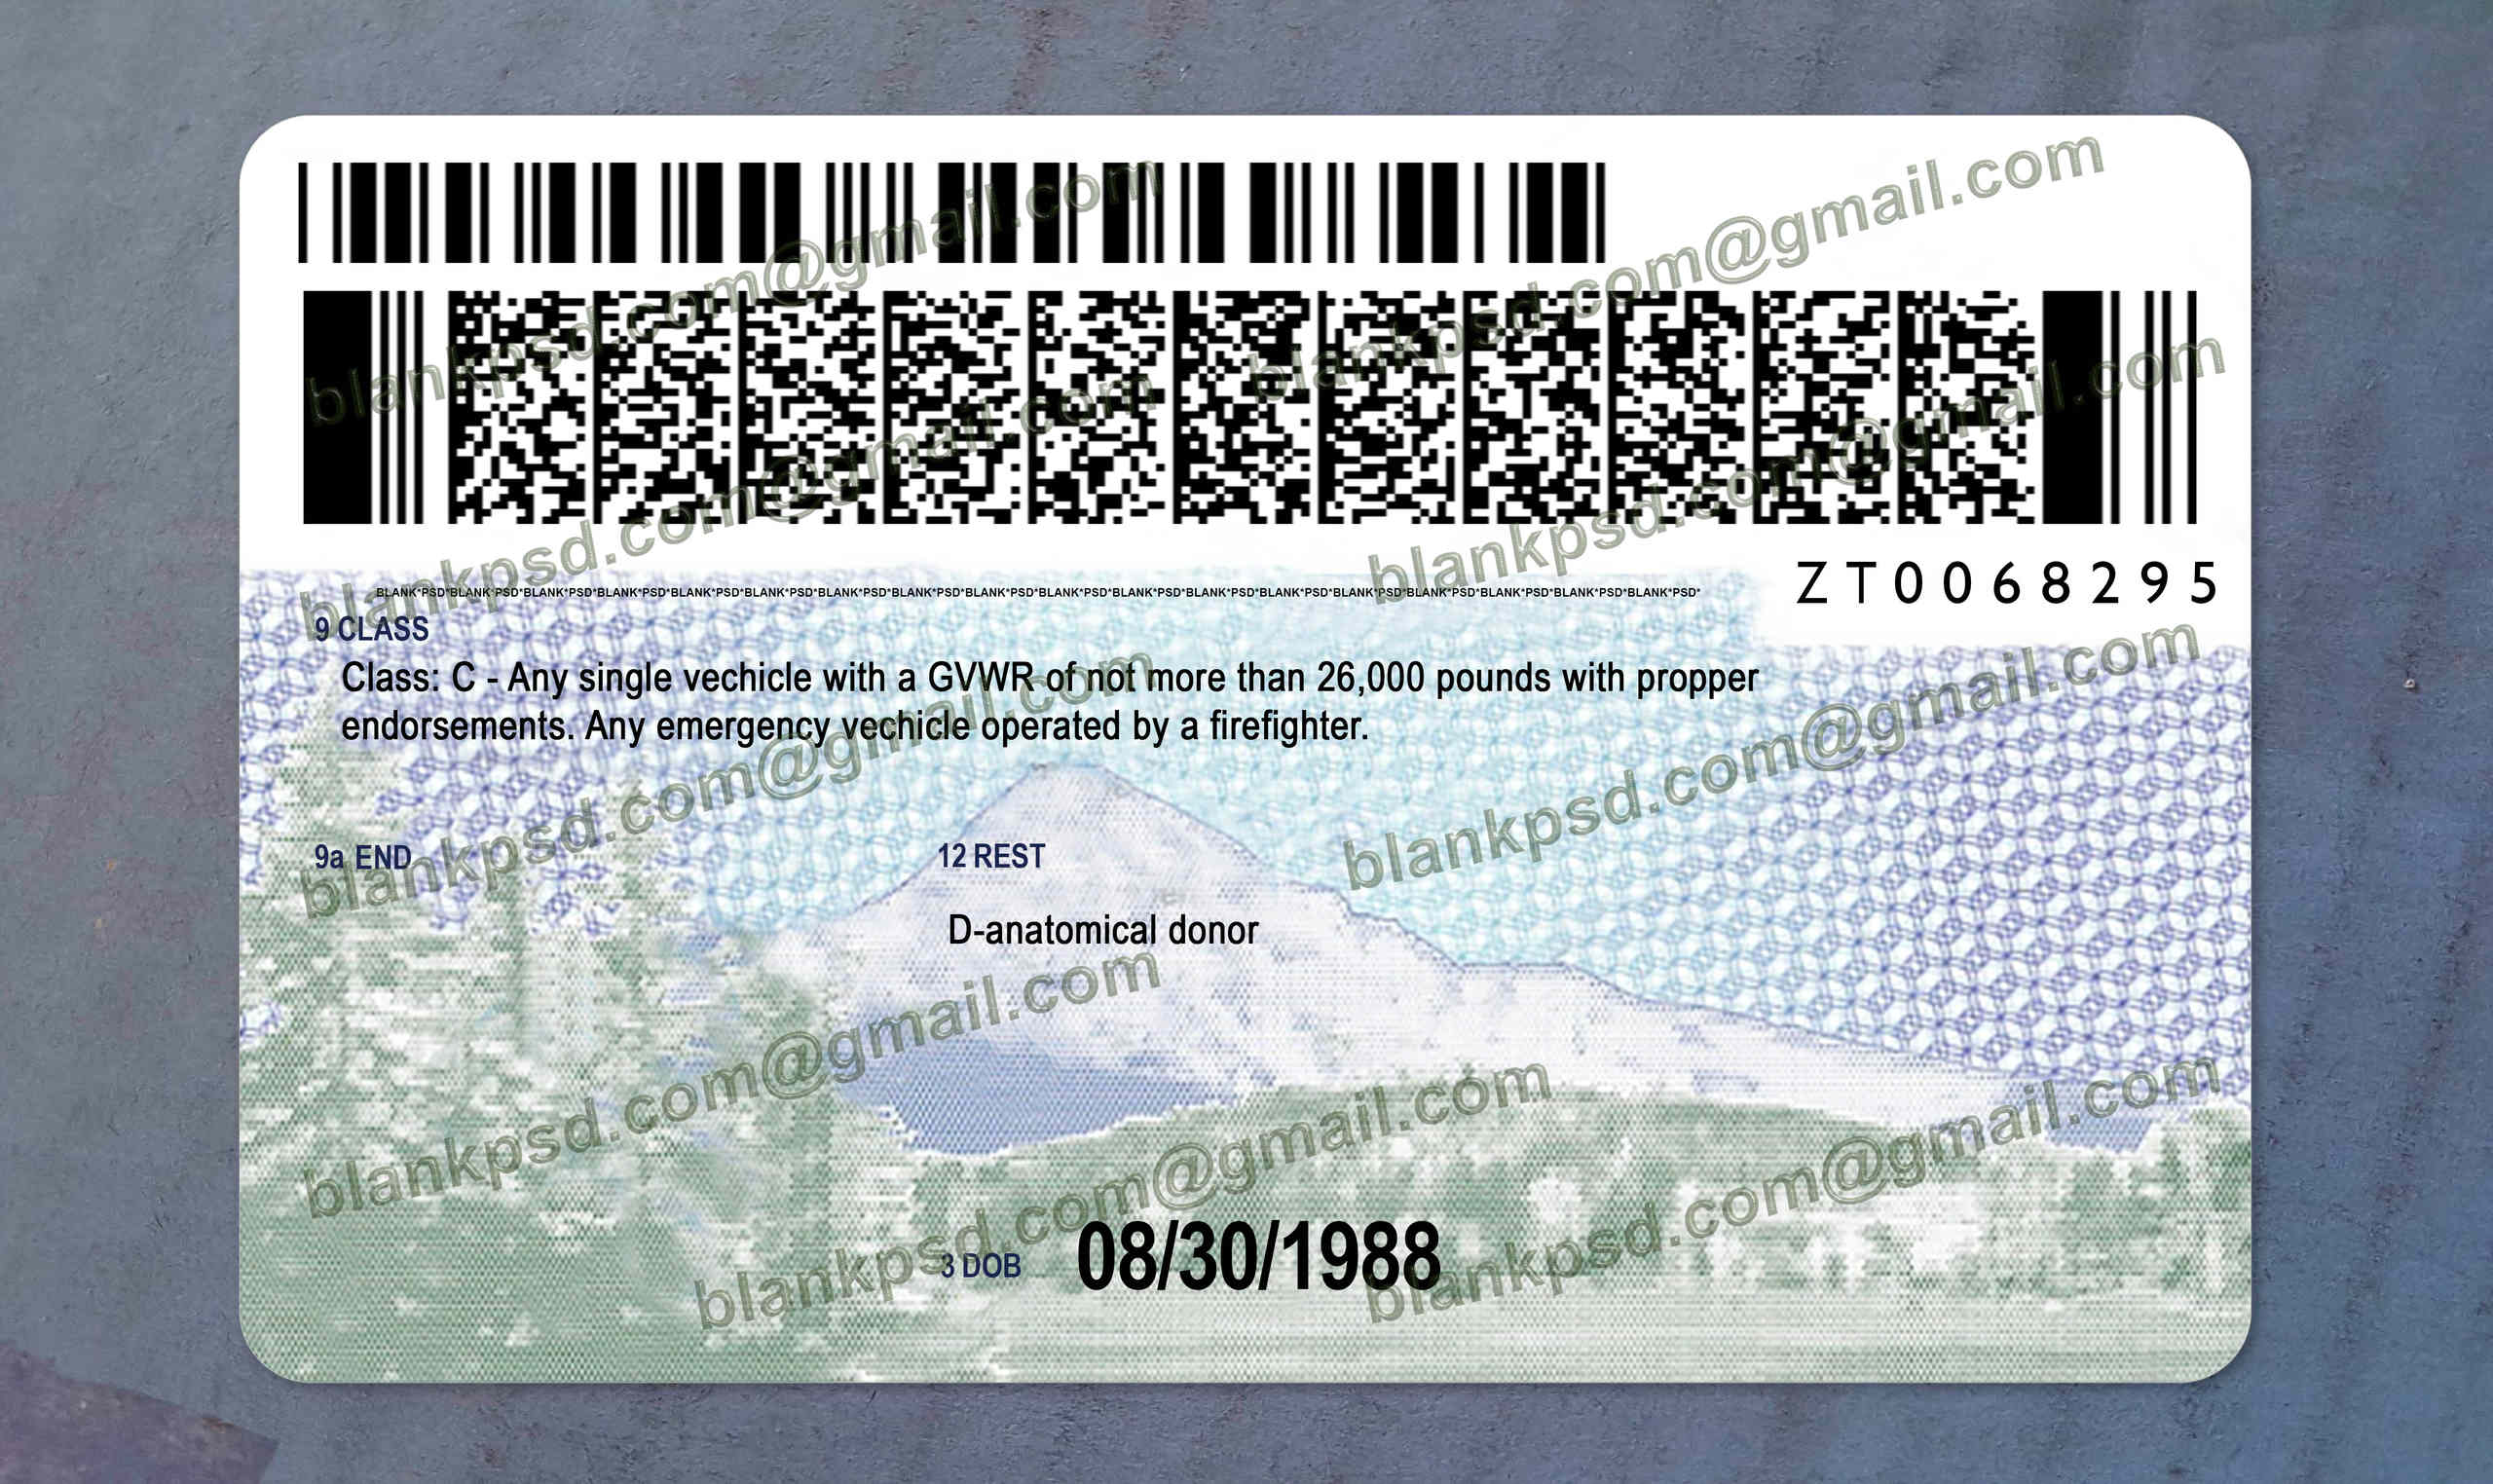 blankpsd.com@gmail.com
blankpsd.com@gmail.com
blankpsd.com@gmail.com
blankpsd.com@gmail.com
ZT0068295
BLANK*PSD*BLANK*PSD*BLANK*PSD*BLANK*PSD*BLANK*PSD*BLANK*PSD*BLANK*PSD*BLANK*PSD*BLANK*PSD*BLANK*PSD*BLANK*PSD*BLANK*PSD*BLANK*PSD*BLANK*PSD*BLANK*PSD*BLANK*PSD*BLANK*PSD*BLANK*PSD*
9 CLASS
Class: C - Any single vechicle with a GVWR of not more than 26,000 pounds with propper
endorsements. Any emergency vechicle operated by a firefighter.
blankpsd.com@gmail.com
blankpsd.com@gmail.com
9a END
12 REST
D-anatomical donor
blankpsd.com@gmail.com
blankpsd.com@gmail.com
blankpsd.com@gmail.com
3 DOB 08/30/1988